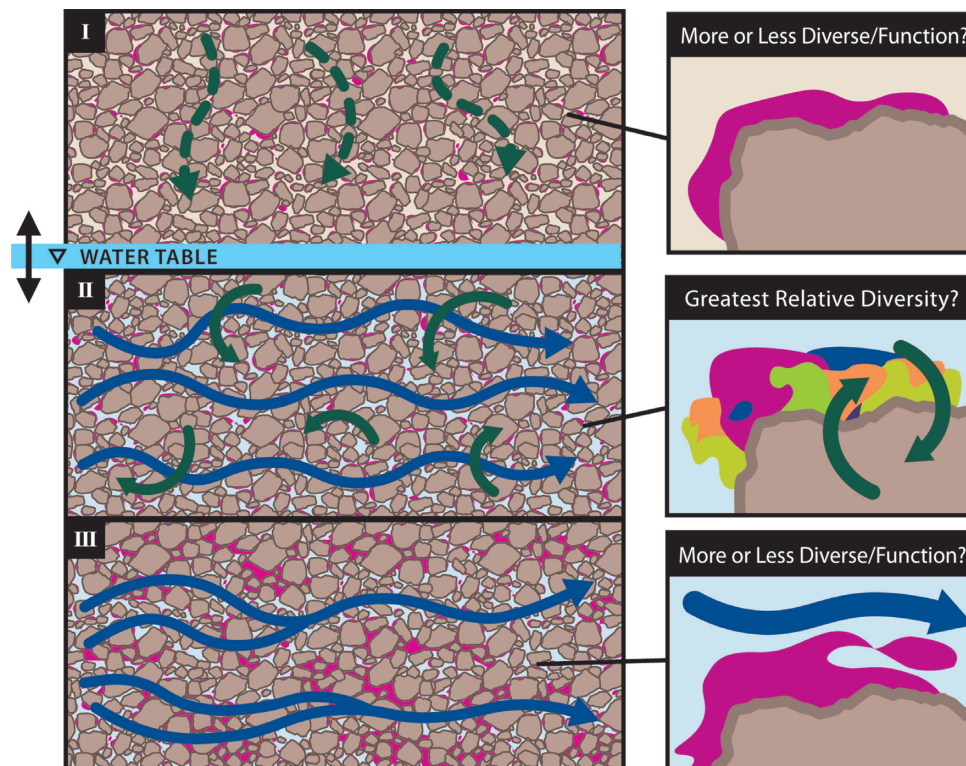 I
More or Less Diverse/Function?
WATER TABLE
II
Greatest Relative Diversity?
III
More or Less Diverse/Function?